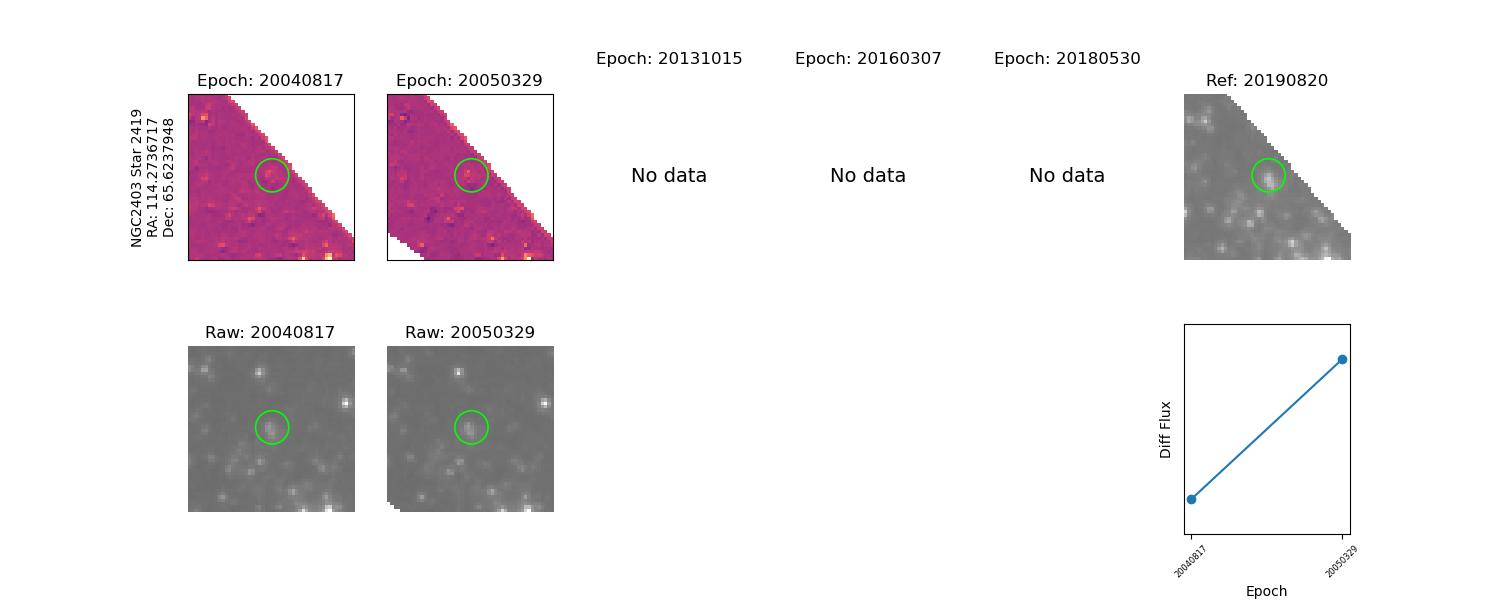 Epoch: 20040817
Epoch: 20050329
Epoch: 20131015
Epoch: 20160307
Epoch: 20180530
Ref: 20190820
NGC2403 Star 2419
RA: 114.2736717
Dec: 65.6237948
No data
No data
No data
Raw: 20040817
Raw: 20050329
Diff Flux
20040817
20050329
Epoch